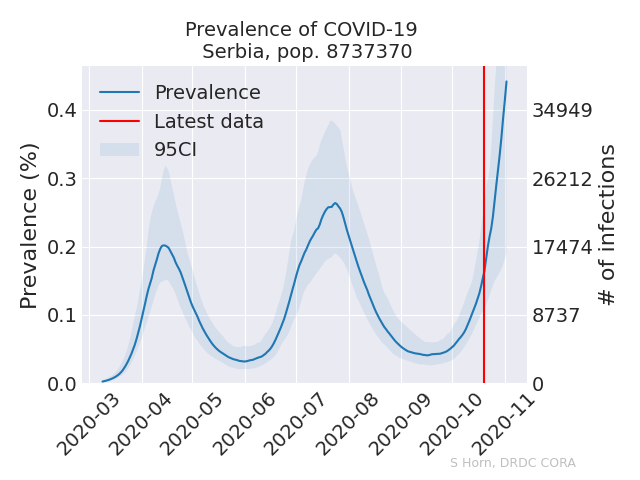 Prevalence of COVID-19
Serbia, pop. 8737370
Prevalence
Latest data
95CI
Prevalence (%)
0.4
0.3
0.2
0.1
0.0
34949
26212
17474
8737
0
# of infections
2020-03
2020-04
2020-05
2020-06
2020-07
2020-08
2020-09
2020-10
2020-11
S Horn, DRDC CORA